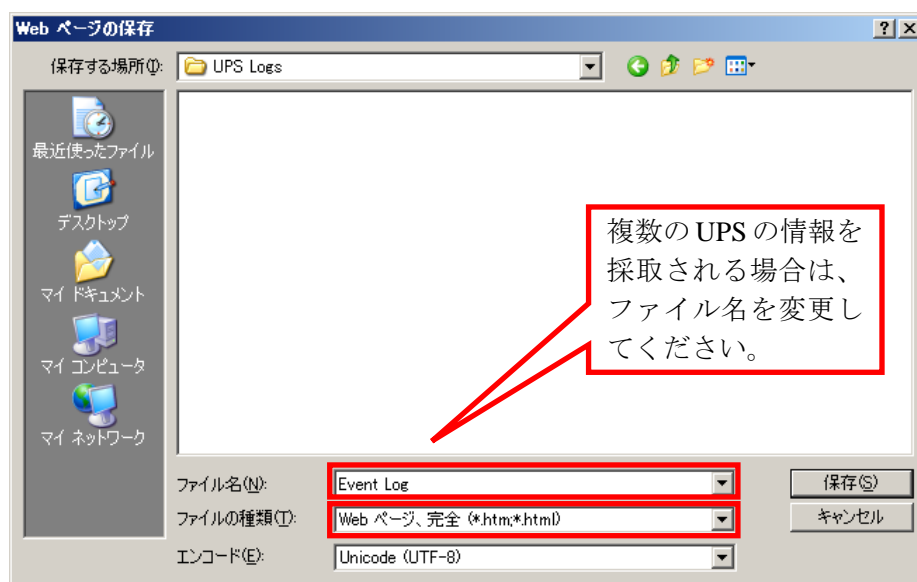 Web ページの保存
保存する場所(I):
UPS Logs
最近使ったファイル
デスクトップ
マイ ドキュメント
マイ コンピュータ
マイ ネットワーク
複数の UPS の情報を
採取される場合は、
ファイル名を変更し
てください。
ファイル名(N):
Event Log
保存(S)
ファイルの種類(T):
Web ページ、完全 (*.htm;*.html)
キャンセル
エンコード(E):
Unicode (UTF-8)